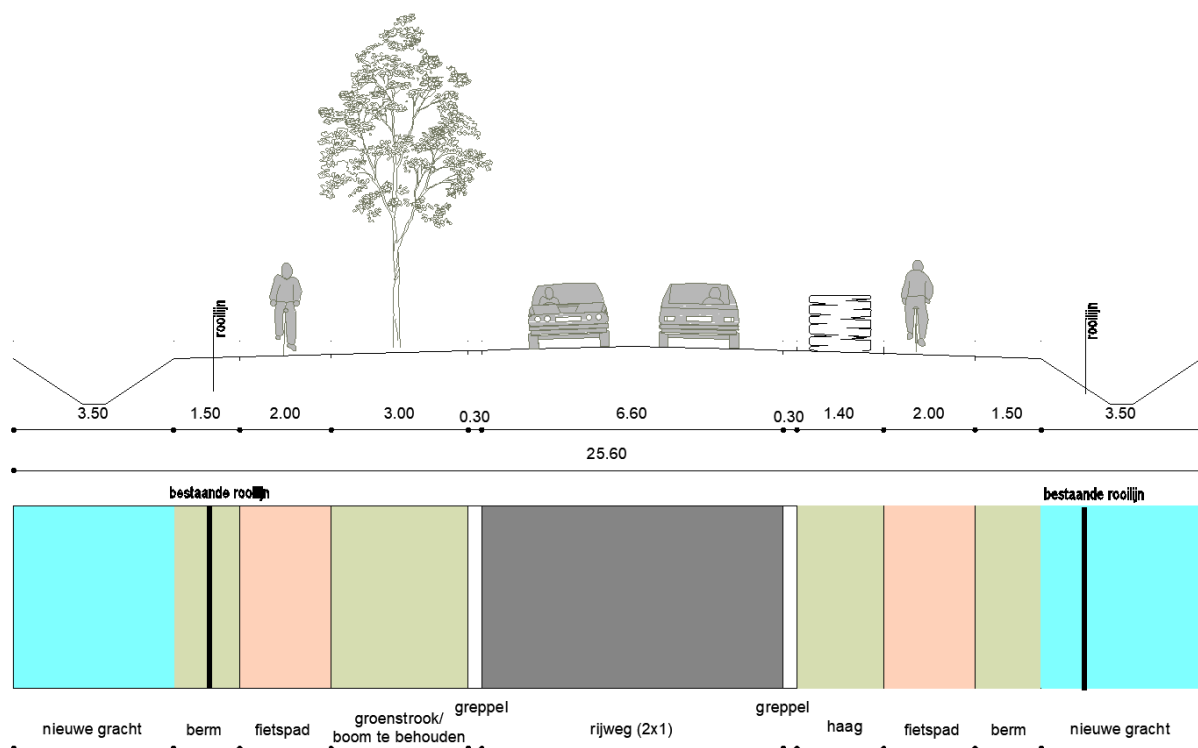 rooilijn
rooilijn
3.50 1.50 2.00 3.00 0.30 6.60 0.30 1.40 2.00 1.50 3.50
25.60
bestaande rooilijn
bestaande rooilijn
nieuwe gracht
berm
fietspad
groenstrook/
boom te behouden
greppel
rijweg (2x1)
greppel
haag
fietspad
berm
nieuwe gracht